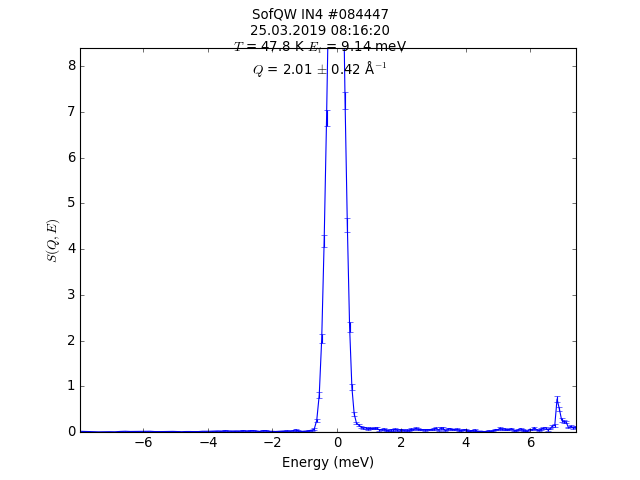 SofQW IN4 #084447
25.03.2019 08:16:20
T = 47.8 K Ei = 9.14 meV
Q = 2.01 ± 0.42 Å⁻¹
8
7
6
5
4
3
2
1
0
S(Q, E)
−6 −4 −2 0 2 4 6
Energy (meV)